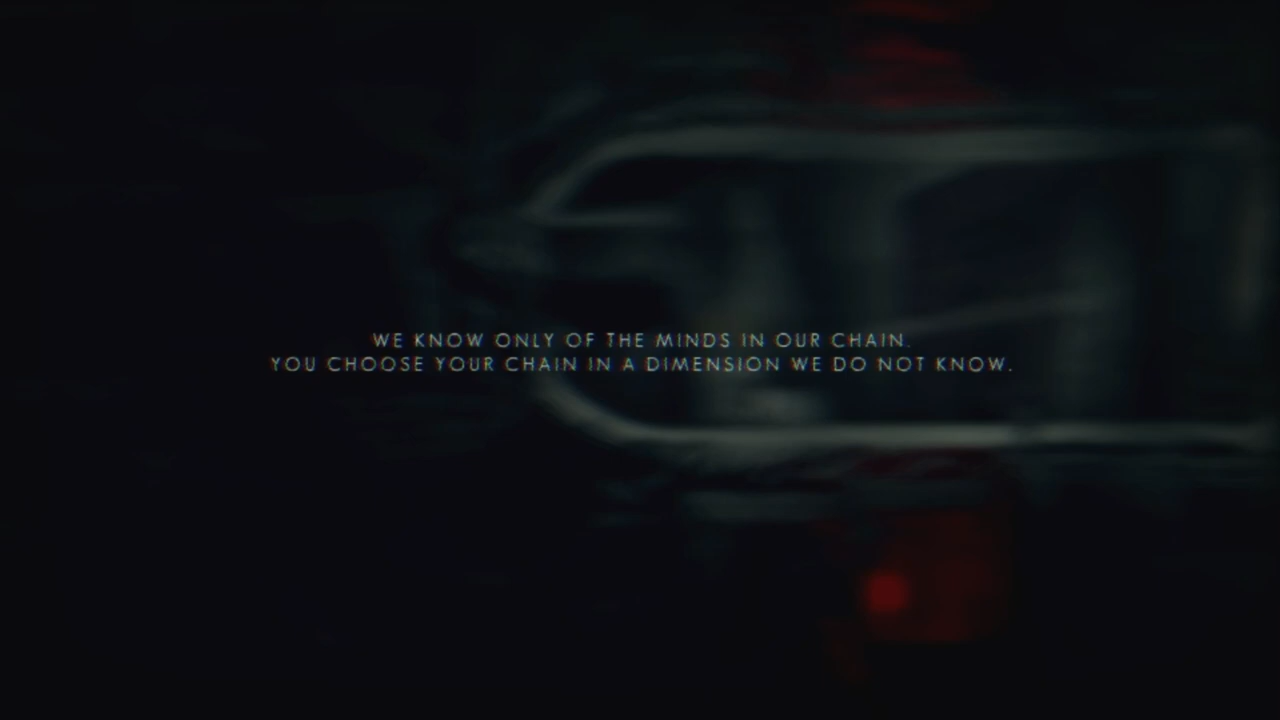 WE KNOW ONLY OF THE MINDS IN OUR CHAIN.
YOU CHOOSE YOUR CHAIN IN A DIMENSION WE DO NOT KNOW.